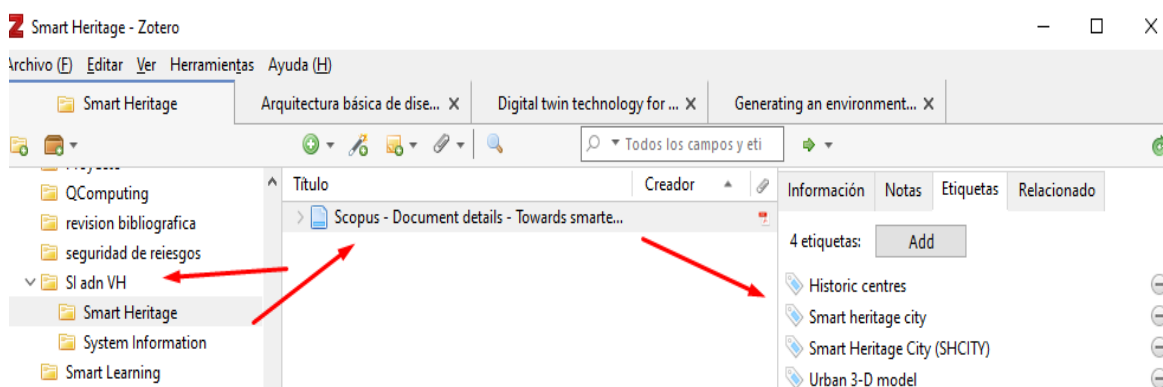 Smart Heritage - Zotero
Archivo (F) Editar Ver Herramientas Ayuda (H)
Smart Heritage
Arquitectura básica de dise... X
Digital twin technology for ... X
Generating an environment... X
Todos los campos y eti
QComputing
revision bibliografica
seguridad de reiesgos
SI adn VH
Smart Heritage
System Information
Smart Learning
Título Creador
Scopus - Document details - Towards smarte...
Información Notas Etiquetas Relacionado
4 etiquetas: Add
Historic centres
Smart heritage city
Smart Heritage City (SHCITY)
Urban 3-D model